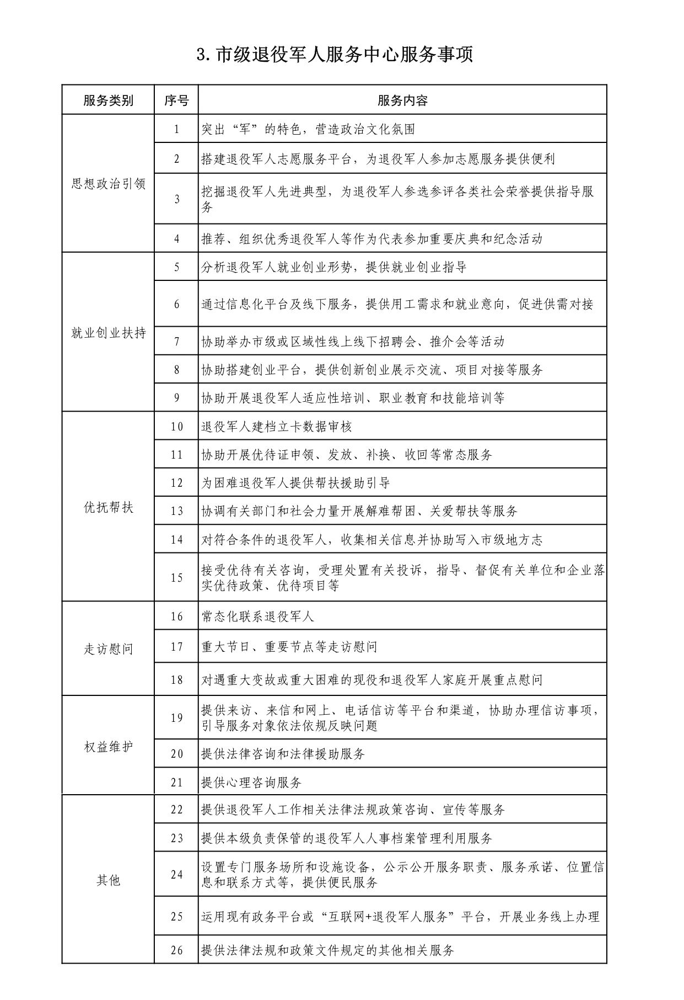 3.市级退役军人服务中心服务事项
服务类别 序号 服务内容
思想政治引领
1 突出“军”的特色，营造政治文化氛围
2 搭建退役军人志愿服务平台，为退役军人参加志愿服务提供便利
3 挖掘退役军人先进典型，为退役军人参选参评各类社会荣誉提供指导服
务
4 推荐、组织优秀退役军人等作为代表参加重要庆典和纪念活动
就业创业扶持
5 分析退役军人就业创业形势，提供就业创业指导
6 通过信息化平台及线下服务，提供用工需求和就业意向，促进供需对接
7 协助举办市级或区域性线上线下招聘会、推介会等活动
8 协助搭建创业平台，提供创新创业展示交流、项目对接等服务
9 协助开展退役军人适应性培训、职业教育和技能培训等
优抚帮扶
10 退役军人建档立卡数据审核
11 协助开展优待证申领、发放、补换、收回等常态服务
12 为困难退役军人提供帮扶援助引导
13 协调有关部门和社会力量开展解难帮困、关爱帮扶等服务
14 对符合条件的退役军人，收集相关信息并协助写入市级地方志
15 接受优待有关咨询，受理处置有关投诉，指导、督促有关单位和企业落
实优待政策、优待项目等
走访慰问
16 常态化联系退役军人
17 重大节日、重要节点等走访慰问
18 对遇重大变故或重大困难的现役和退役军人家庭开展重点慰问
权益维护
19 提供来访、来信和网上、电话信访等平台和渠道，协助办理信访事项，
引导服务对象依法依规反映问题
20 提供法律咨询和法律援助服务
21 提供心理咨询服务
其他
22 提供退役军人工作相关法律法规政策咨询、宣传等服务
23 提供本级负责保管的退役军人人事档案管理利用服务
24 设置专门服务场所和设施设备，公示公开服务职责、服务承诺、位置信
息和联系方式等，提供便民服务
25 运用现有政务平台或“互联网+退役军人服务”平台，开展业务线上办理
26 提供法律法规和政策文件规定的其他相关服务